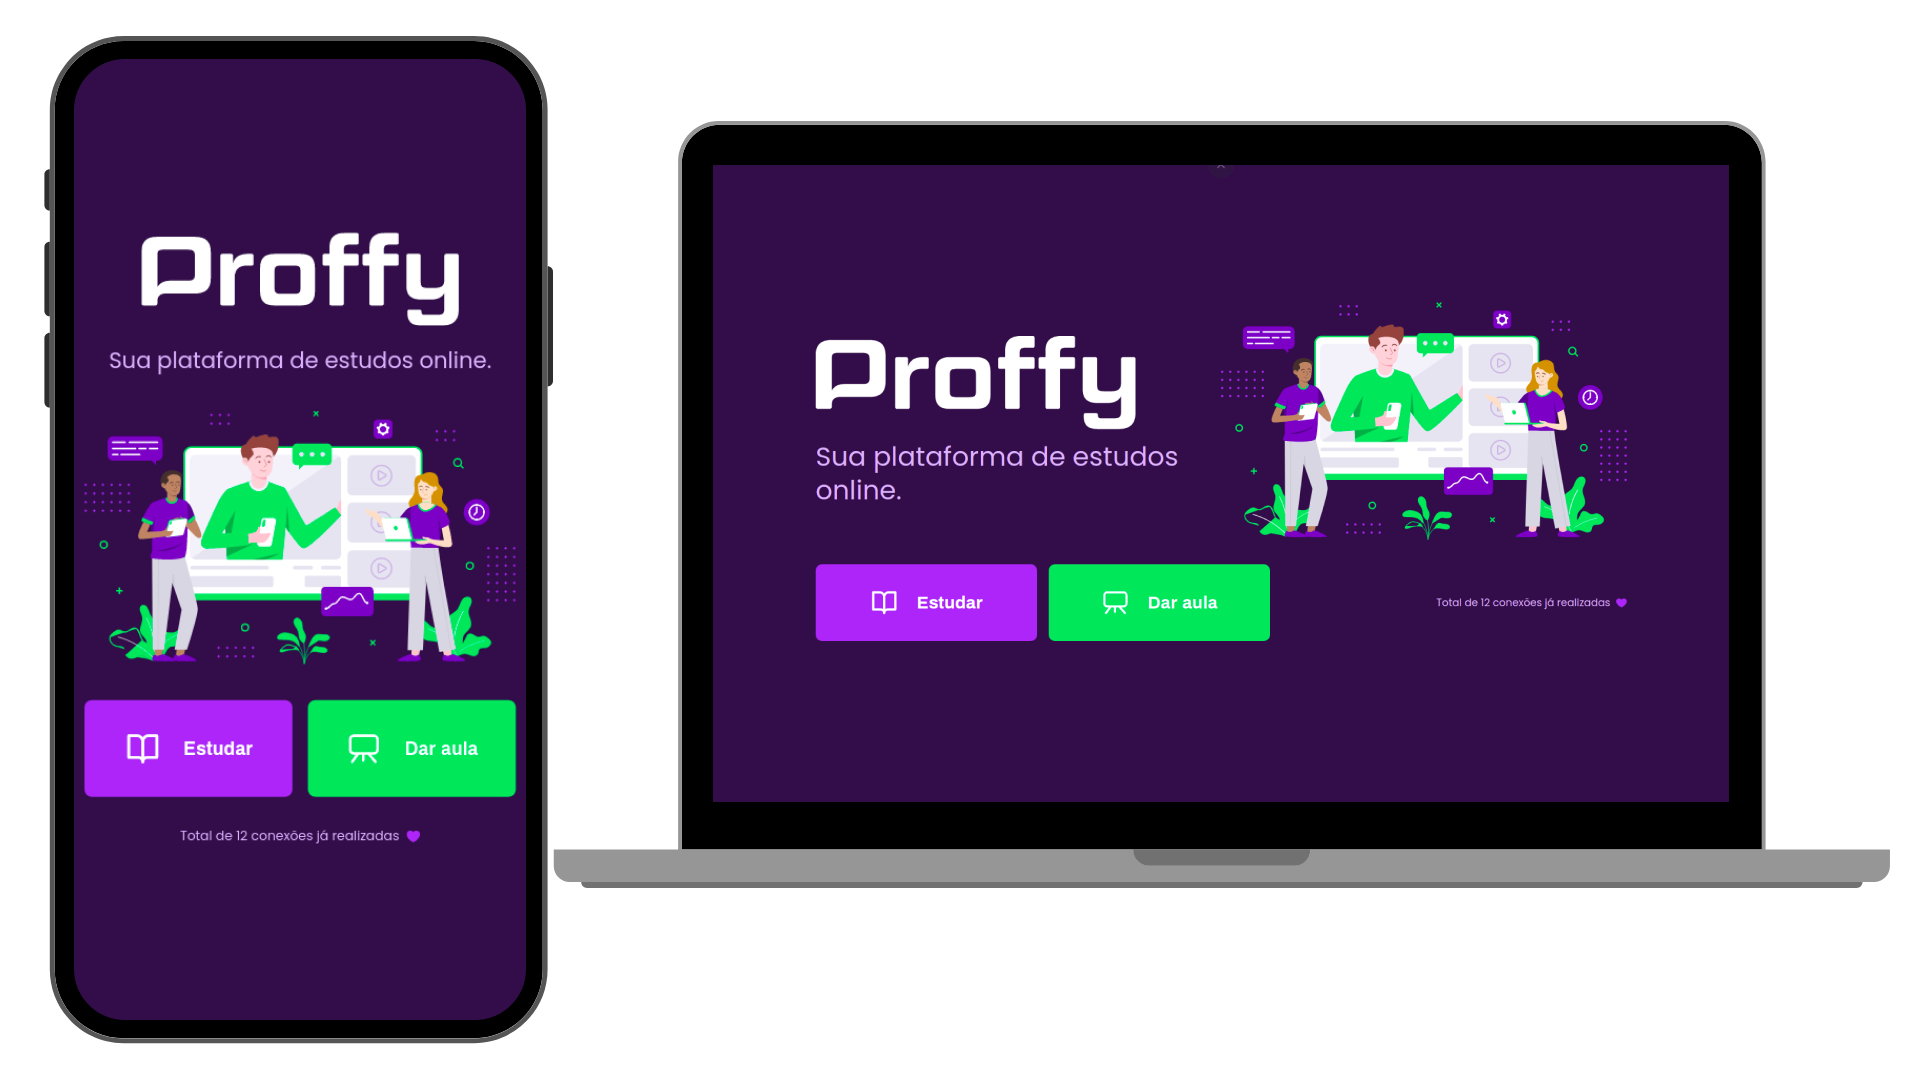 Proffy
Sua plataforma de estudos online.
Estudar
Dar aula
Total de 12 conexões já realizadas
Proffy
Sua plataforma de estudos
online.
Estudar
Dar aula
Total de 12 conexões já realizadas